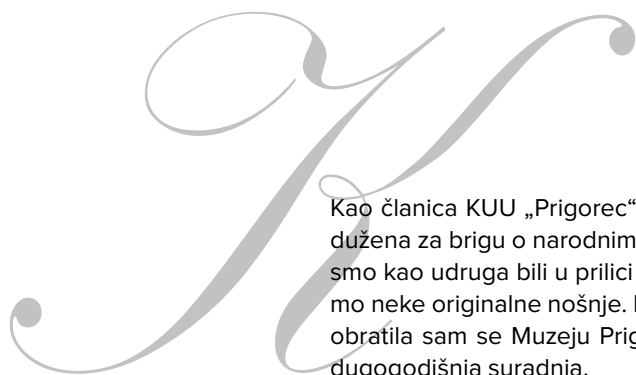 K
Kao članica KUU „Prigorec“
dužena za brigu o narodnim
smo kao udruga bili u prilici
mo neke originalne nošnje.
obratila sam se Muzeju Prig
dugogodišnja suradnja.